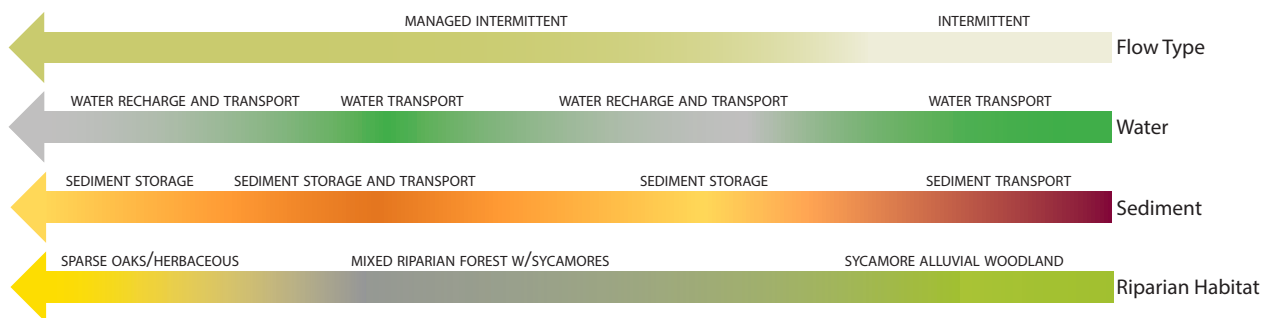 MANAGED INTERMITTENT INTERMITTENT
Flow Type
WATER RECHARGE AND TRANSPORT WATER TRANSPORT WATER RECHARGE AND TRANSPORT WATER TRANSPORT
Water
SEDIMENT STORAGE SEDIMENT STORAGE AND TRANSPORT SEDIMENT STORAGE SEDIMENT TRANSPORT
Sediment
SPARSE OAKS/HERBACEOUS MIXED RIPARIAN FOREST W/SYCAMORES SYCAMORE ALLUVIAL WOODLAND
Riparian Habitat